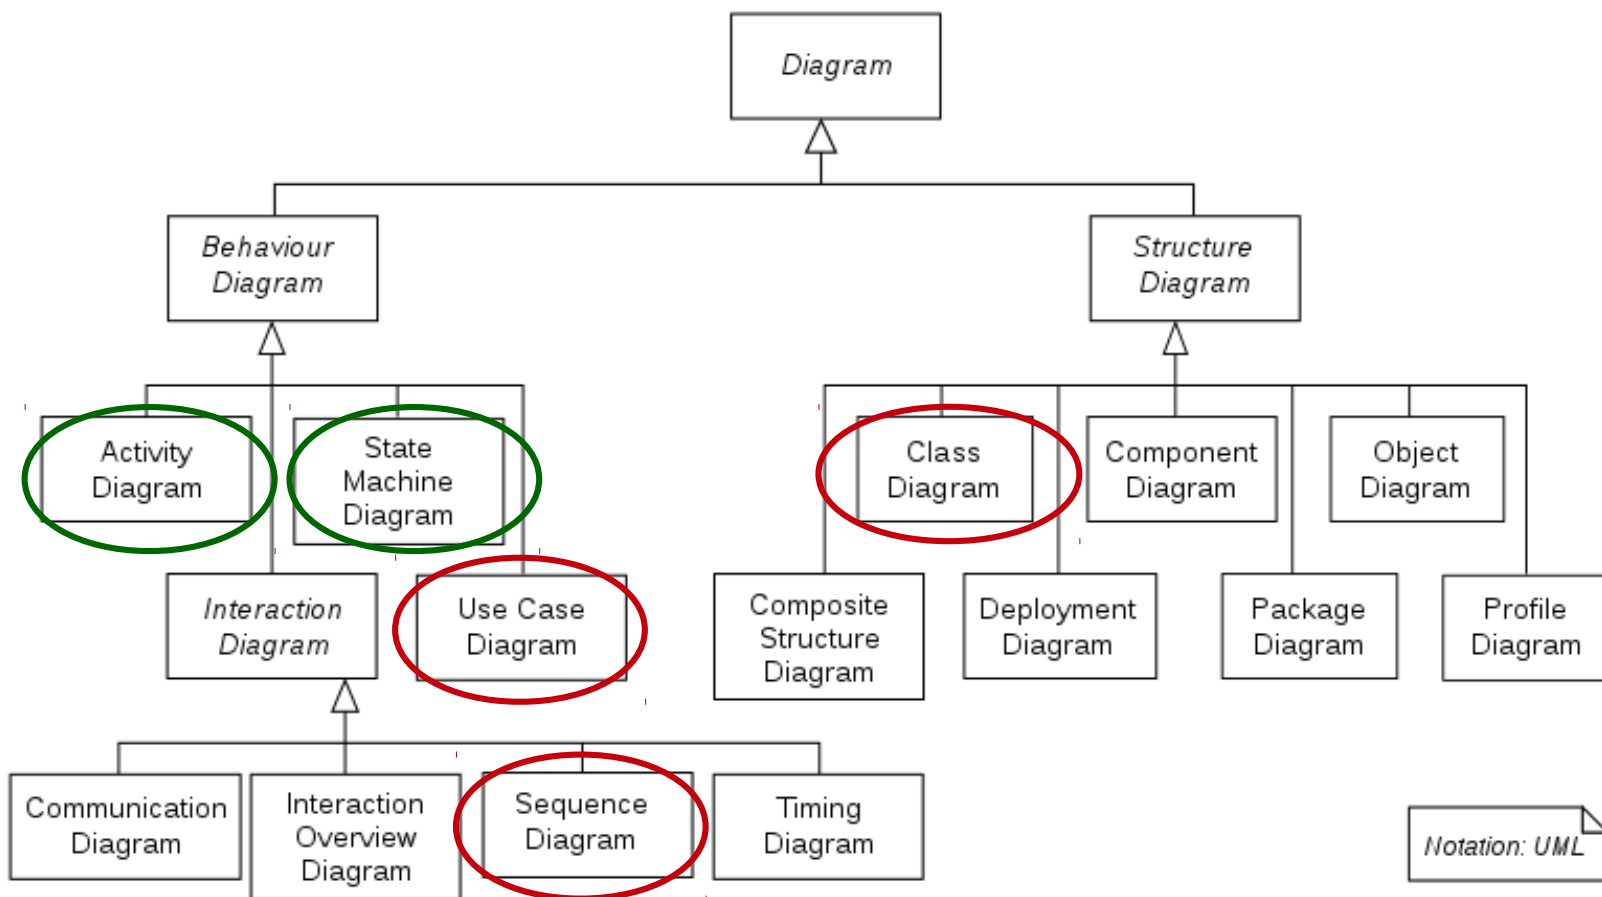 Diagram
Behaviour
Diagram
Structure
Diagram
Activity
Diagram
State
Machine
Diagram
Class
Diagram
Component
Diagram
Object
Diagram
Interaction
Diagram
Use Case
Diagram
Composite
Structure
Diagram
Deployment
Diagram
Package
Diagram
Profile
Diagram
Communication
Diagram
Interaction
Overview
Diagram
Sequence
Diagram
Timing
Diagram
Notation: UML